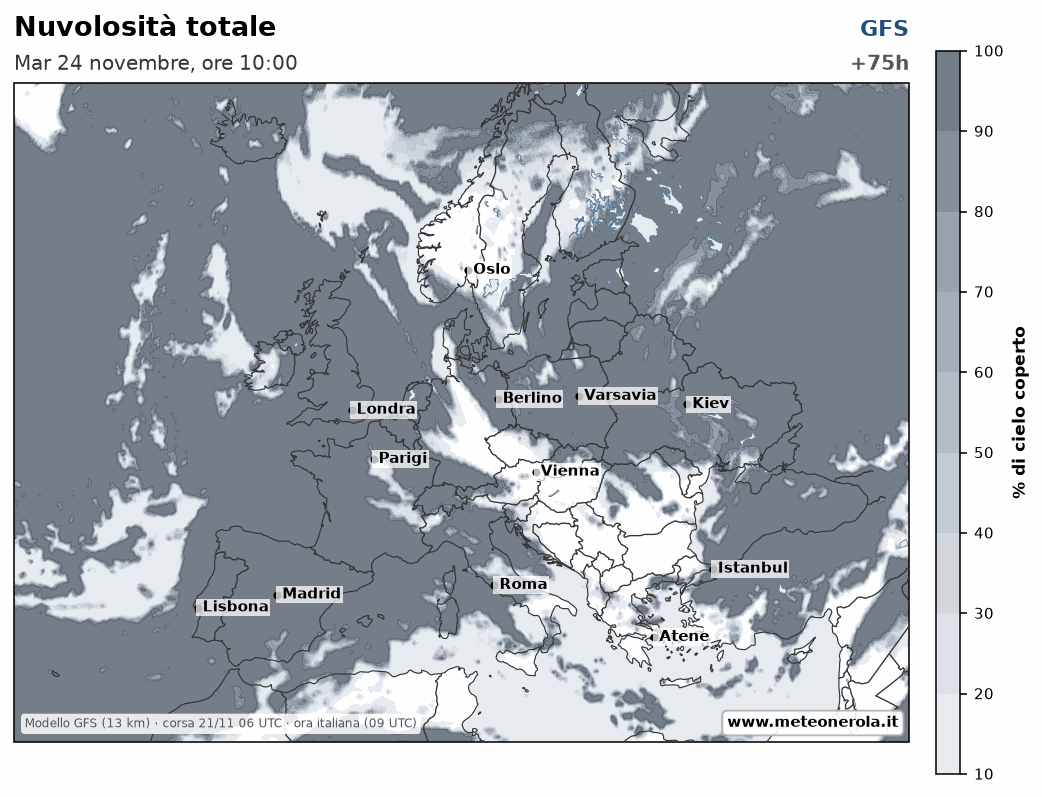 Nuvolosità totale
GFS
Mar 24 novembre, ore 10:00
+75h
Oslo
Londra
Berlino
Varsavia
Kiev
Parigi
Vienna
Istanbul
Roma
Madrid
Lisbona
Atene
Modello GFS (13 km) · corsa 21/11 06 UTC · ora italiana (09 UTC)
www.meteonerola.it
100
90
80
70
60
50
40
30
20
10
% di cielo coperto